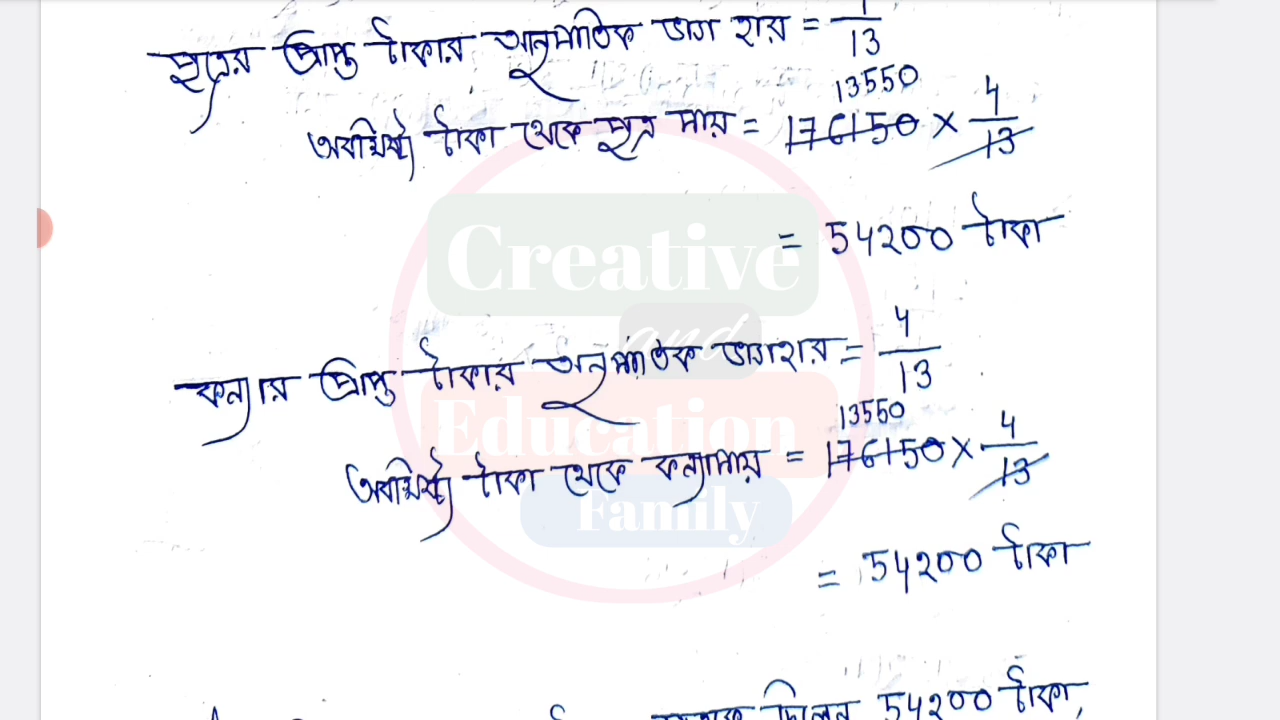 পুত্রের প্রাপ্ত টাকার আনুপাতিক ভাগ হার = 4/13
13550
অবশিষ্ট টাকা থেকে পুত্র পায় = 176150 × 4/13
= 54200 টাকা
Creative
and
Education
Family
কন্যার প্রাপ্ত টাকার অনুপাতিক ভাগহার = 4/13
13550
অবশিষ্ট টাকা থেকে কন্যাপায় = 176150 × 4/13
= 54200 টাকা
দিলেন 54200 টাকা,